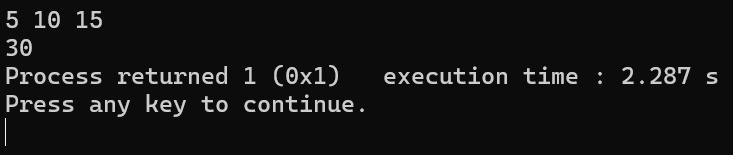 5 10 15
30
Process returned 1 (0x1)   execution time : 2.287 s
Press any key to continue.